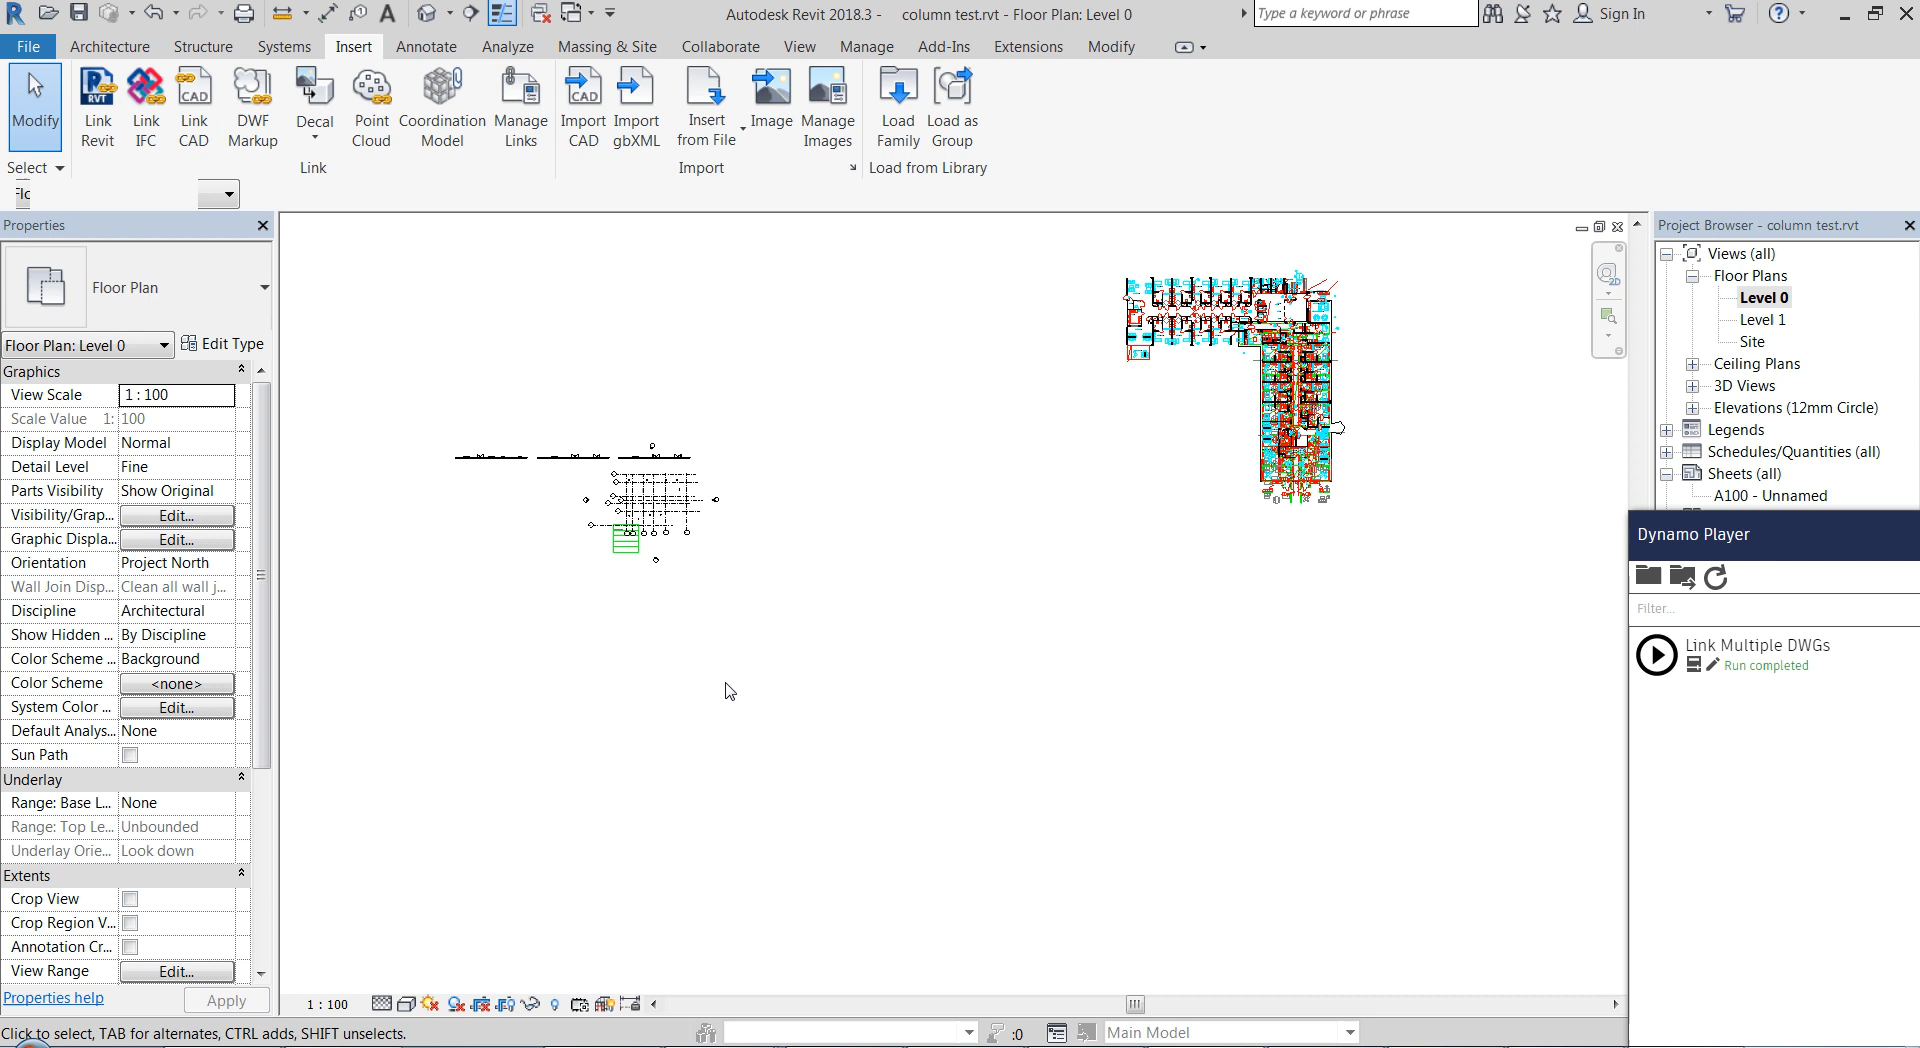 Autodesk Revit 2018.3 - column test.rvt - Floor Plan: Level 0
Type a keyword or phrase
Sign In
File Architecture Structure Systems Insert Annotate Analyze Massing & Site Collaborate View Manage Add-Ins Extensions Modify
Modify
Link Revit
Link IFC
Link CAD
DWF Markup
Decal
Point Cloud
Coordination Model
Manage Links
Import CAD
Import gbXML
Insert from File
Image
Manage Images
Load Family
Load as Group
Select
Link
Import
Load from Library
Properties
Floor Plan
Floor Plan: Level 0
Edit Type
Graphics
View Scale 1 : 100
Scale Value 1: 100
Display Model Normal
Detail Level Fine
Parts Visibility Show Original
Visibility/Grap... Edit...
Graphic Displa... Edit...
Orientation Project North
Wall Join Disp... Clean all wall j...
Discipline Architectural
Show Hidden ... By Discipline
Color Scheme ... Background
Color Scheme <none>
System Color ... Edit...
Default Analys... None
Sun Path
Underlay
Range: Base L... None
Range: Top Le... Unbounded
Underlay Orie... Look down
Extents
Crop View
Crop Region V...
Annotation Cr...
View Range Edit...
Properties help
Apply
1 : 100
Project Browser - column test.rvt
Views (all)
Floor Plans
Level 0
Level 1
Site
Ceiling Plans
3D Views
Elevations (12mm Circle)
Legends
Schedules/Quantities (all)
Sheets (all)
A100 - Unnamed
Dynamo Player
Filter...
Link Multiple DWGs
Run completed
Click to select, TAB for alternates, CTRL adds, SHIFT unselects.
:0
Main Model